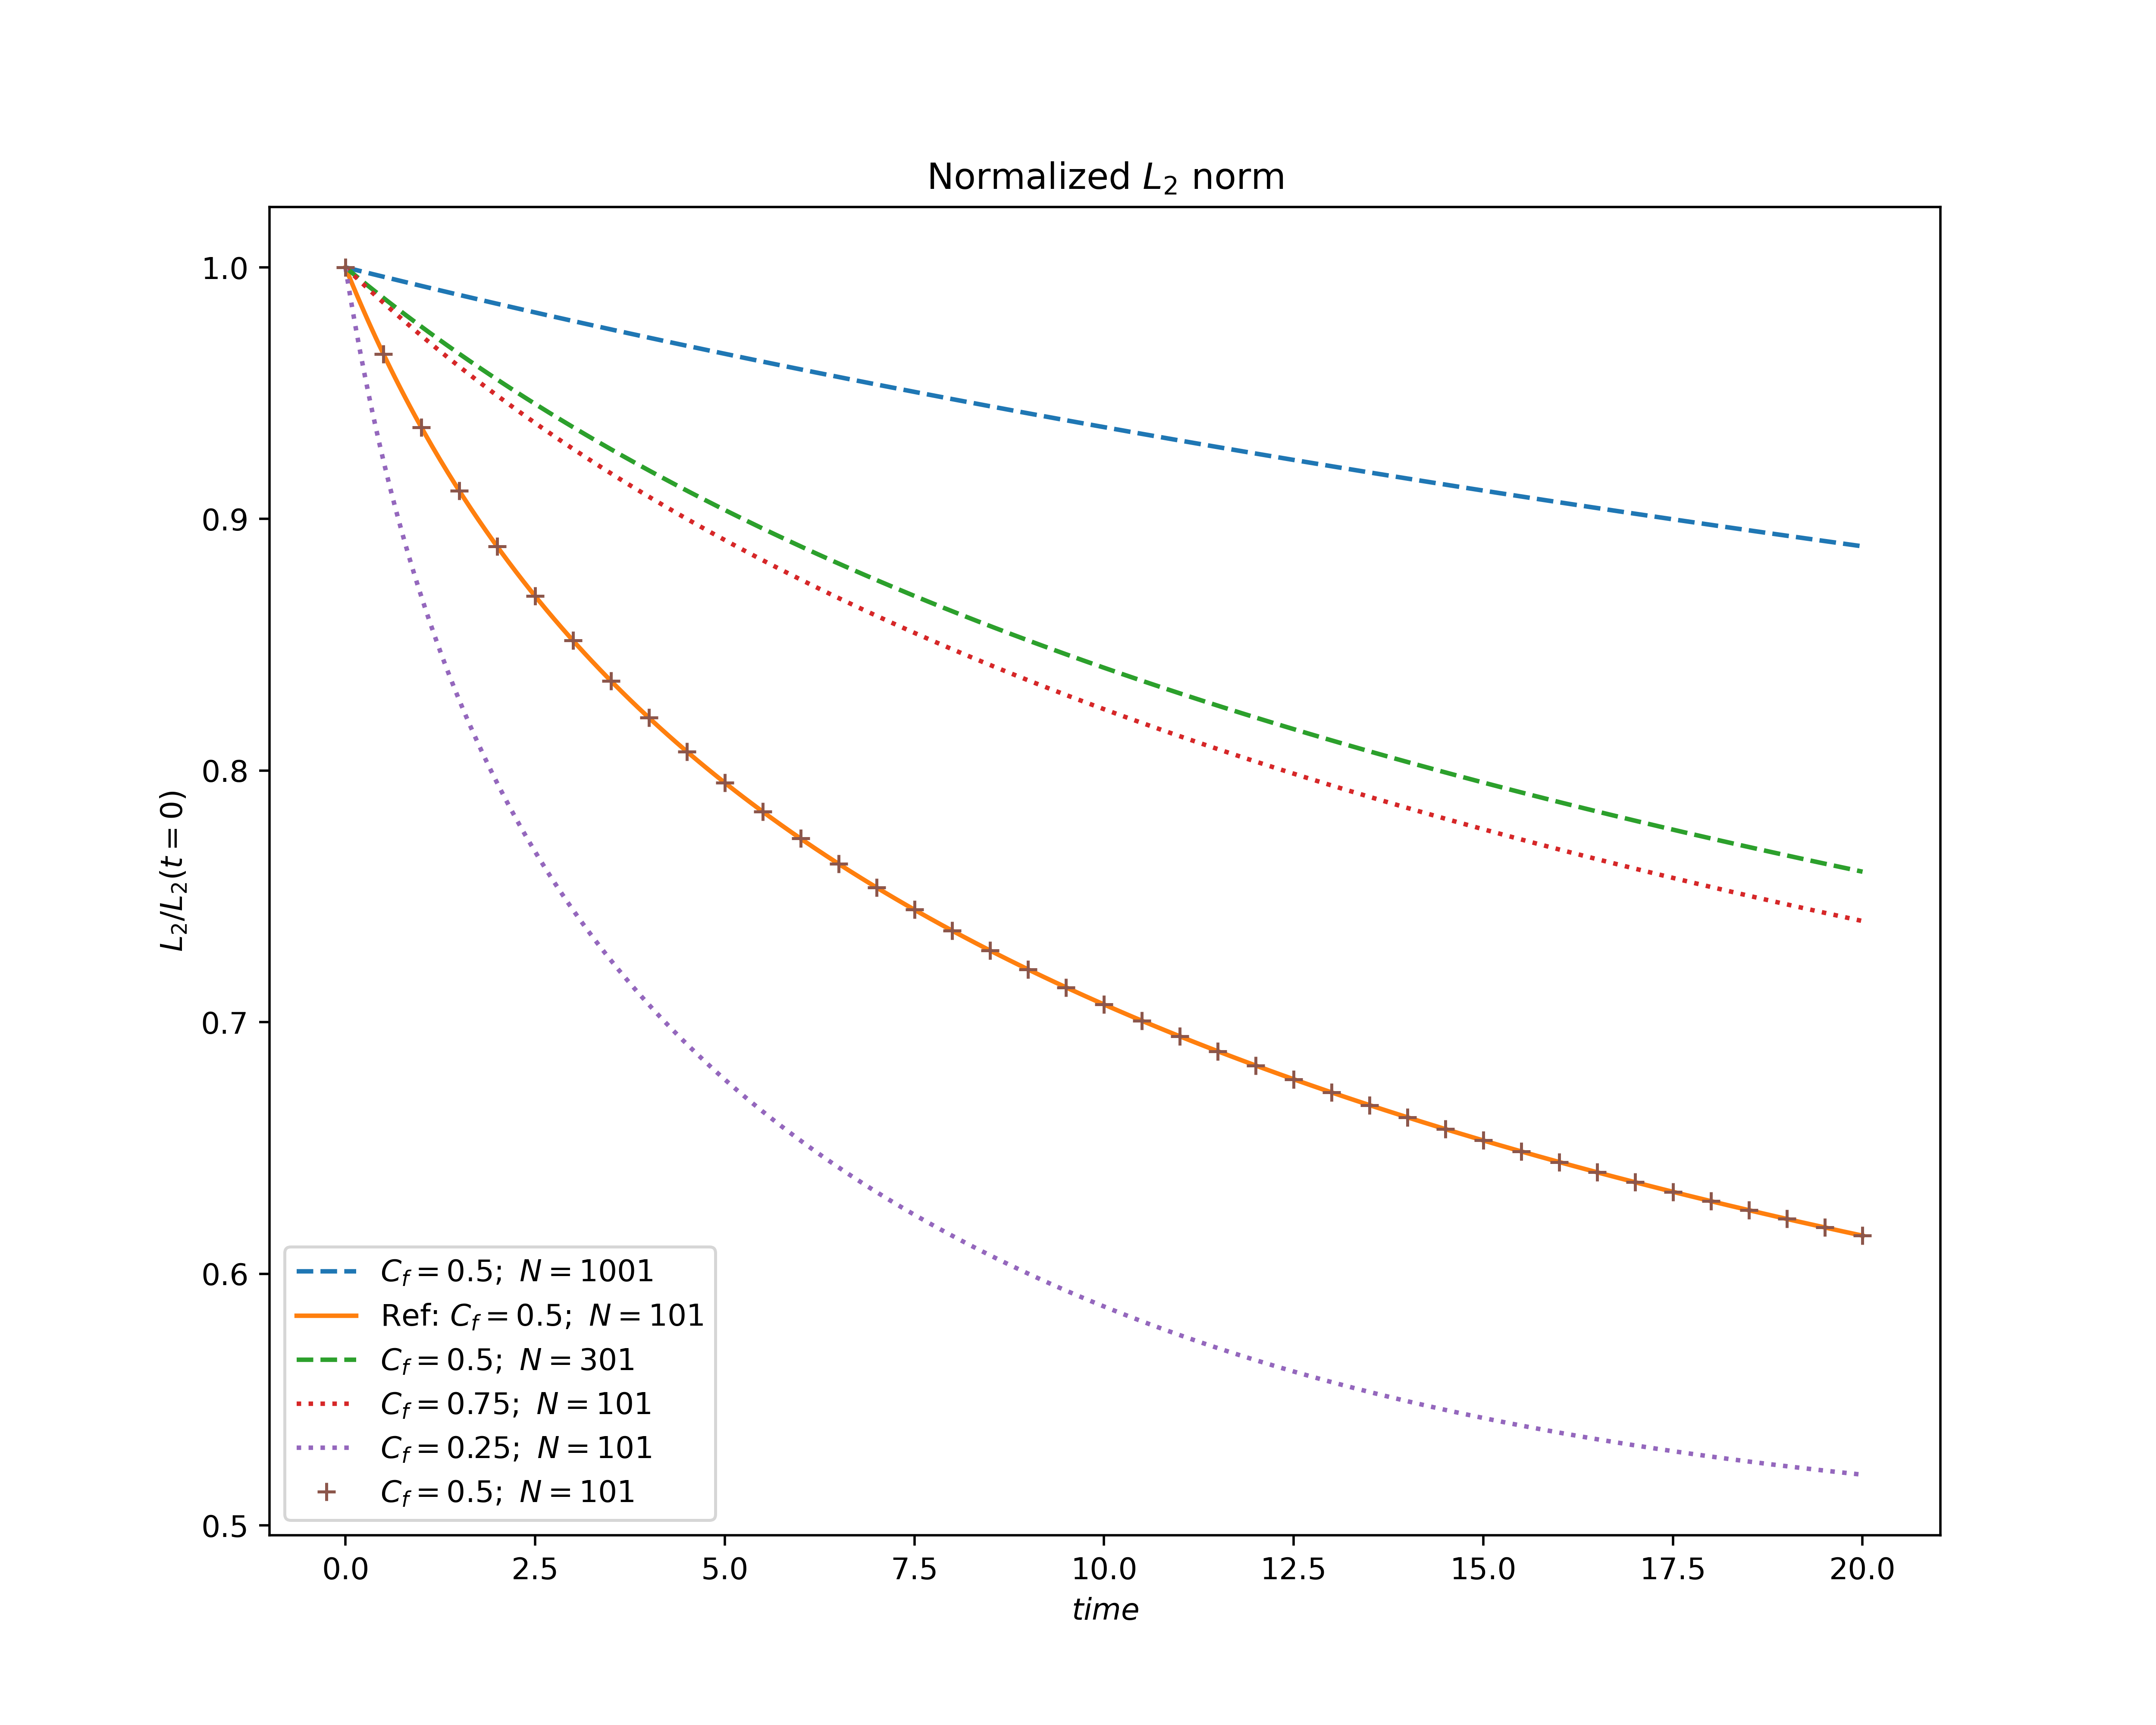 Normalized L₂ norm
1.0
0.9
0.8
0.7
0.6
0.5
L₂/L₂(t = 0)
C_f = 0.5; N = 1001
Ref: C_f = 0.5; N = 101
C_f = 0.5; N = 301
C_f = 0.75; N = 101
C_f = 0.25; N = 101
C_f = 0.5; N = 101
0.0 2.5 5.0 7.5 10.0 12.5 15.0 17.5 20.0
time